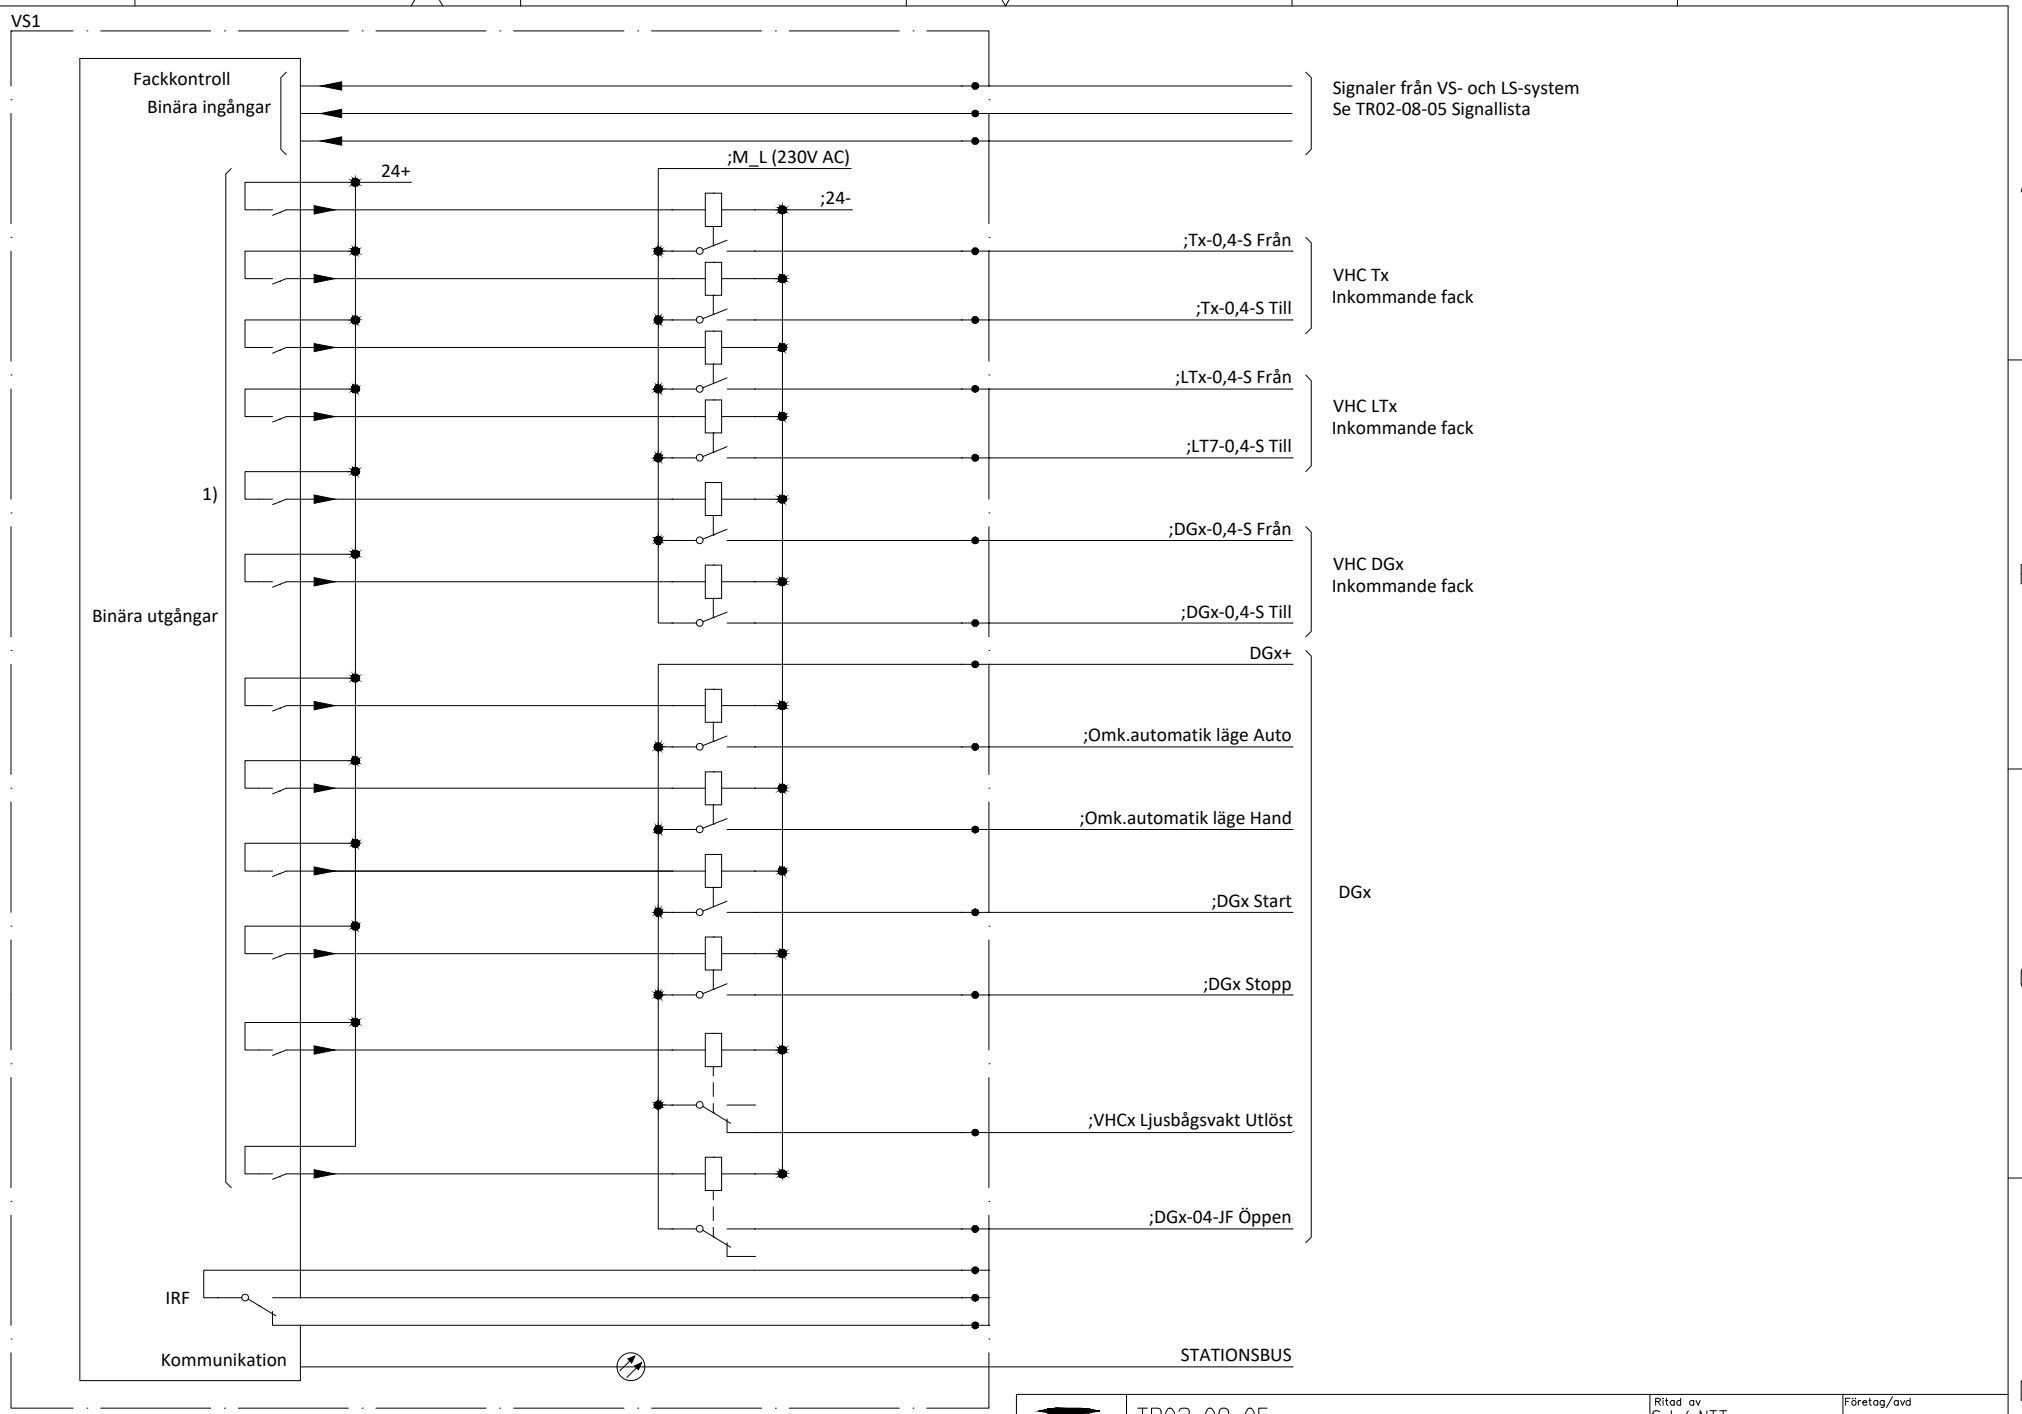 VS1
Fackkontroll
Binära ingångar
Signaler från VS- och LS-system
Se TR02-08-05 Signallista
;M_L (230V AC)
24+
;24-
;Tx-0,4-S Från
VHC Tx
Inkommande fack
;Tx-0,4-S Till
;LTx-0,4-S Från
VHC LTx
Inkommande fack
;LT7-0,4-S Till
1)
;DGx-0,4-S Från
VHC DGx
Inkommande fack
Binära utgångar
;DGx-0,4-S Till
DGx+
;Omk.automatik läge Auto
;Omk.automatik läge Hand
DGx
;DGx Start
;DGx Stopp
;VHCx Ljusbågsvakt Utlöst
;DGx-04-JF Öppen
IRF
Kommunikation
STATIONSBUS
Ritad av
Företag/avd